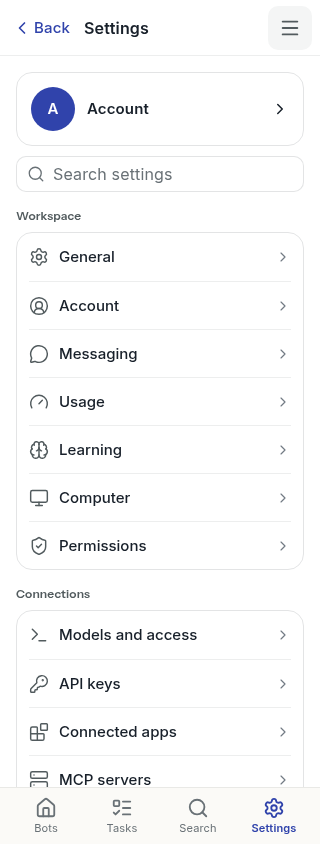 Back Settings
A Account
Search settings
Workspace
General
Account
Messaging
Usage
Learning
Computer
Permissions
Connections
Models and access
API keys
Connected apps
MCP servers
Bots Tasks Search Settings